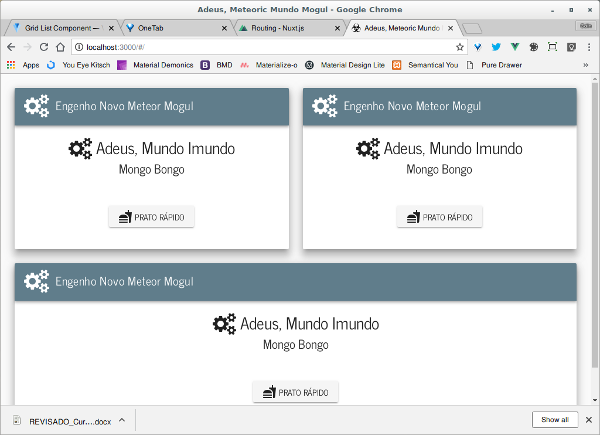 Adeus, Meteoric Mundo Mogul - Google Chrome
Grid List Component —
OneTab
Routing - Nuxt.js
Adeus, Meteoric Mundo
localhost:3000/#/
Apps You Eye Kitsch Material Demonics BMD Materialize-o Material Design Lite Semantical You Pure Drawer »
Engenho Novo Meteor Mogul
Adeus, Mundo Imundo
Mongo Bongo
PRATO RÁPIDO
Engenho Novo Meteor Mogul
Adeus, Mundo Imundo
Mongo Bongo
PRATO RÁPIDO
Engenho Novo Meteor Mogul
Adeus, Mundo Imundo
Mongo Bongo
PRATO RÁPIDO
REVISADO_Cur....docx
Show all